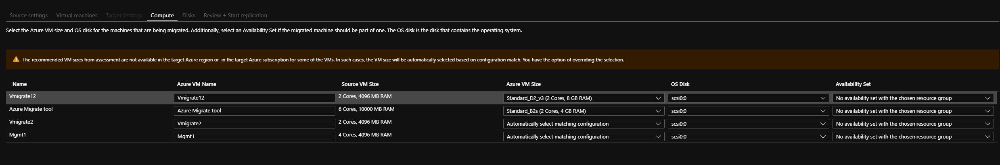 Source settings Virtual machines Target settings Compute Disks Review + Start replication
Select the Azure VM size and OS disk for the machines that are being migrated. Additionally, select an Availability Set if the migrated machine should be part of one. The OS disk is the disk that contains the operating system.
The recommended VM sizes from assessment are not available in the target Azure region or in the target Azure subscription for some of the VMs. In such cases, the VM size will be automatically selected based on configuration match. You have the option of overriding the selection.
Name Azure VM Name Source VM Size Azure VM Size OS Disk Availability Set
Vmigrate12 Vmigrate12 2 Cores, 4096 MB RAM Standard_D2_v3 (2 Cores, 8 GB RAM) scsi0:0 No availability set with the chosen resource group
Azure Migrate tool Azure Migrate tool 6 Cores, 10000 MB RAM Standard_B2s (2 Cores, 4 GB RAM) scsi0:0 No availability set with the chosen resource group
Vmigrate2 Vmigrate2 2 Cores, 4096 MB RAM Automatically select matching configuration scsi0:0 No availability set with the chosen resource group
Mgmt1 Mgmt1 4 Cores, 4096 MB RAM Automatically select matching configuration scsi0:0 No availability set with the chosen resource group